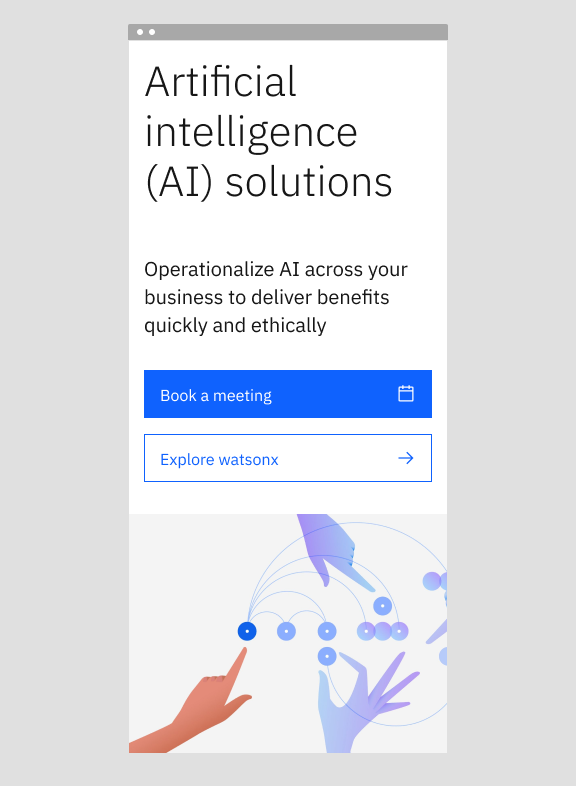 Artificial
intelligence
(AI) solutions
Operationalize AI across your
business to deliver benefits
quickly and ethically
Book a meeting
Explore watsonx